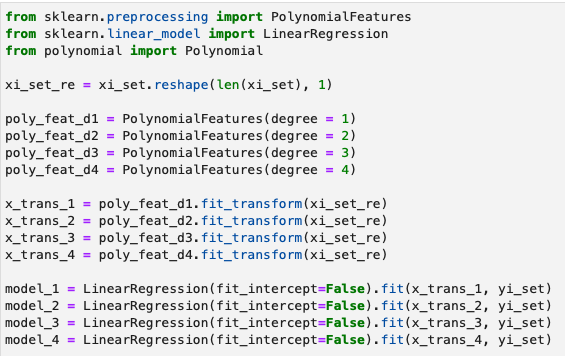 from sklearn.preprocessing import PolynomialFeatures
from sklearn.linear_model import LinearRegression
from polynomial import Polynomial
xi_set_re = xi_set.reshape(len(xi_set), 1)
poly_feat_d1 = PolynomialFeatures(degree = 1)
poly_feat_d2 = PolynomialFeatures(degree = 2)
poly_feat_d3 = PolynomialFeatures(degree = 3)
poly_feat_d4 = PolynomialFeatures(degree = 4)
x_trans_1 = poly_feat_d1.fit_transform(xi_set_re)
x_trans_2 = poly_feat_d2.fit_transform(xi_set_re)
x_trans_3 = poly_feat_d3.fit_transform(xi_set_re)
x_trans_4 = poly_feat_d4.fit_transform(xi_set_re)
model_1 = LinearRegression(fit_intercept=False).fit(x_trans_1, yi_set)
model_2 = LinearRegression(fit_intercept=False).fit(x_trans_2, yi_set)
model_3 = LinearRegression(fit_intercept=False).fit(x_trans_3, yi_set)
model_4 = LinearRegression(fit_intercept=False).fit(x_trans_4, yi_set)